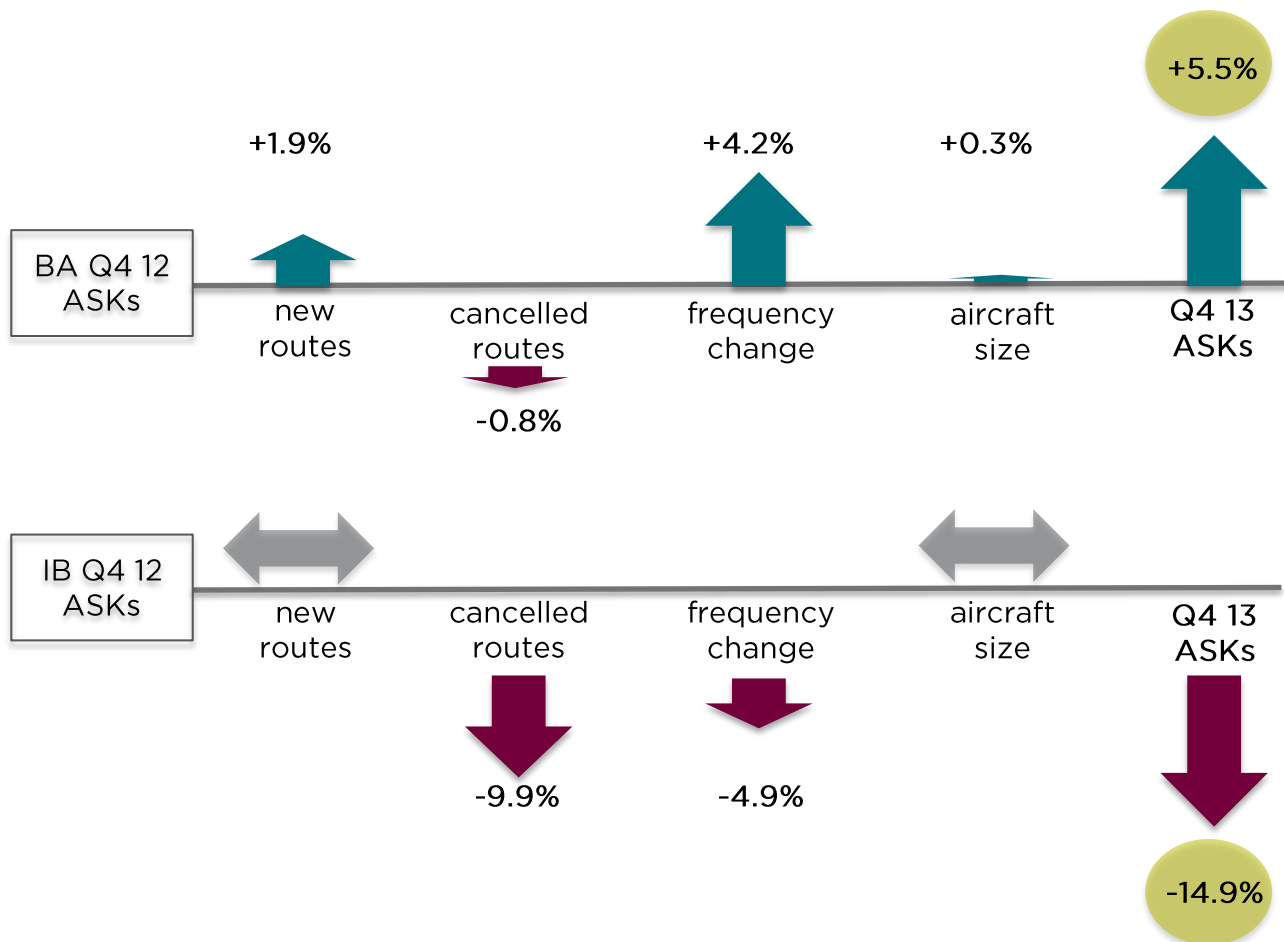 +5.5%
+1.9%
+4.2%
+0.3%
BA Q4 12
ASKs
new
routes
cancelled
routes
frequency
change
aircraft
size
Q4 13
ASKs
-0.8%
IB Q4 12
ASKs
new
routes
cancelled
routes
frequency
change
aircraft
size
Q4 13
ASKs
-9.9%
-4.9%
-14.9%